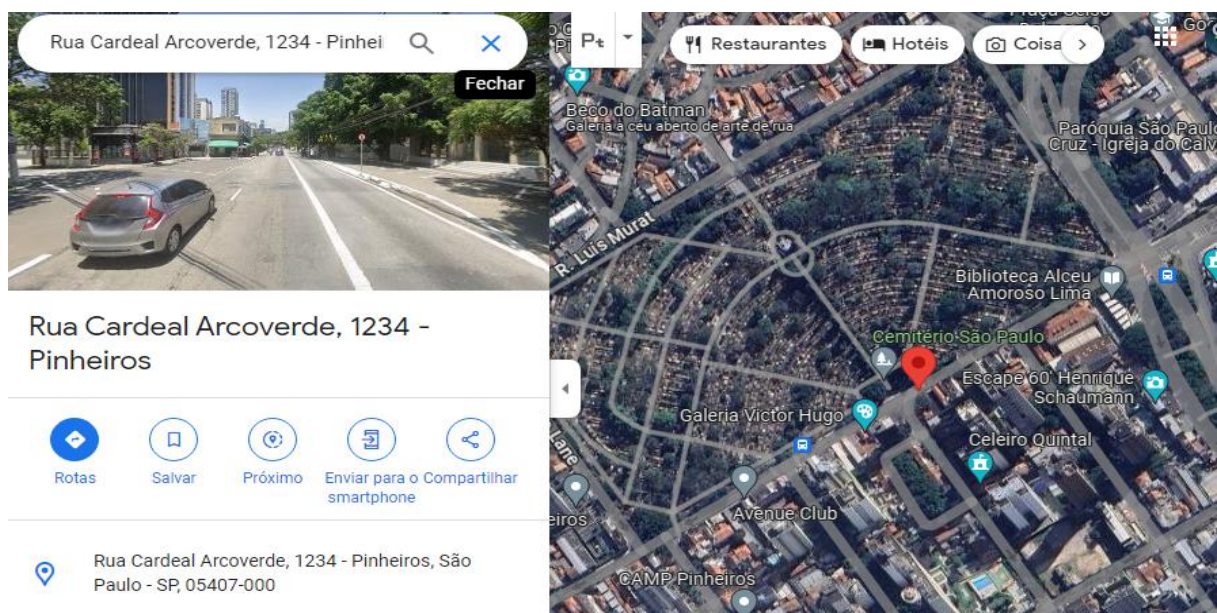 Rua Cardeal Arcoverde, 1234 - Pinhei
Fechar
Rua Cardeal Arcoverde, 1234 -
Pinheiros
Rotas
Salvar
Próximo
Enviar para o
smartphone
Compartilhar
Rua Cardeal Arcoverde, 1234 - Pinheiros, São
Paulo - SP, 05407-000
Restaurantes
Hotéis
Coisa
Beco do Batman
Galeria a ceu aberto de arte de rua
Paróquia São Paulo
Cruz - Igreja do Calv
R. Luís Murat
Biblioteca Alceu
Amoroso Lima
Cemitério São Paulo
Escape 60' Henrique
Schaumann
Galeria Victor Hugo
Celeiro Quintal
Lane
eiros
Avenue Club
CAMP Pinheiros